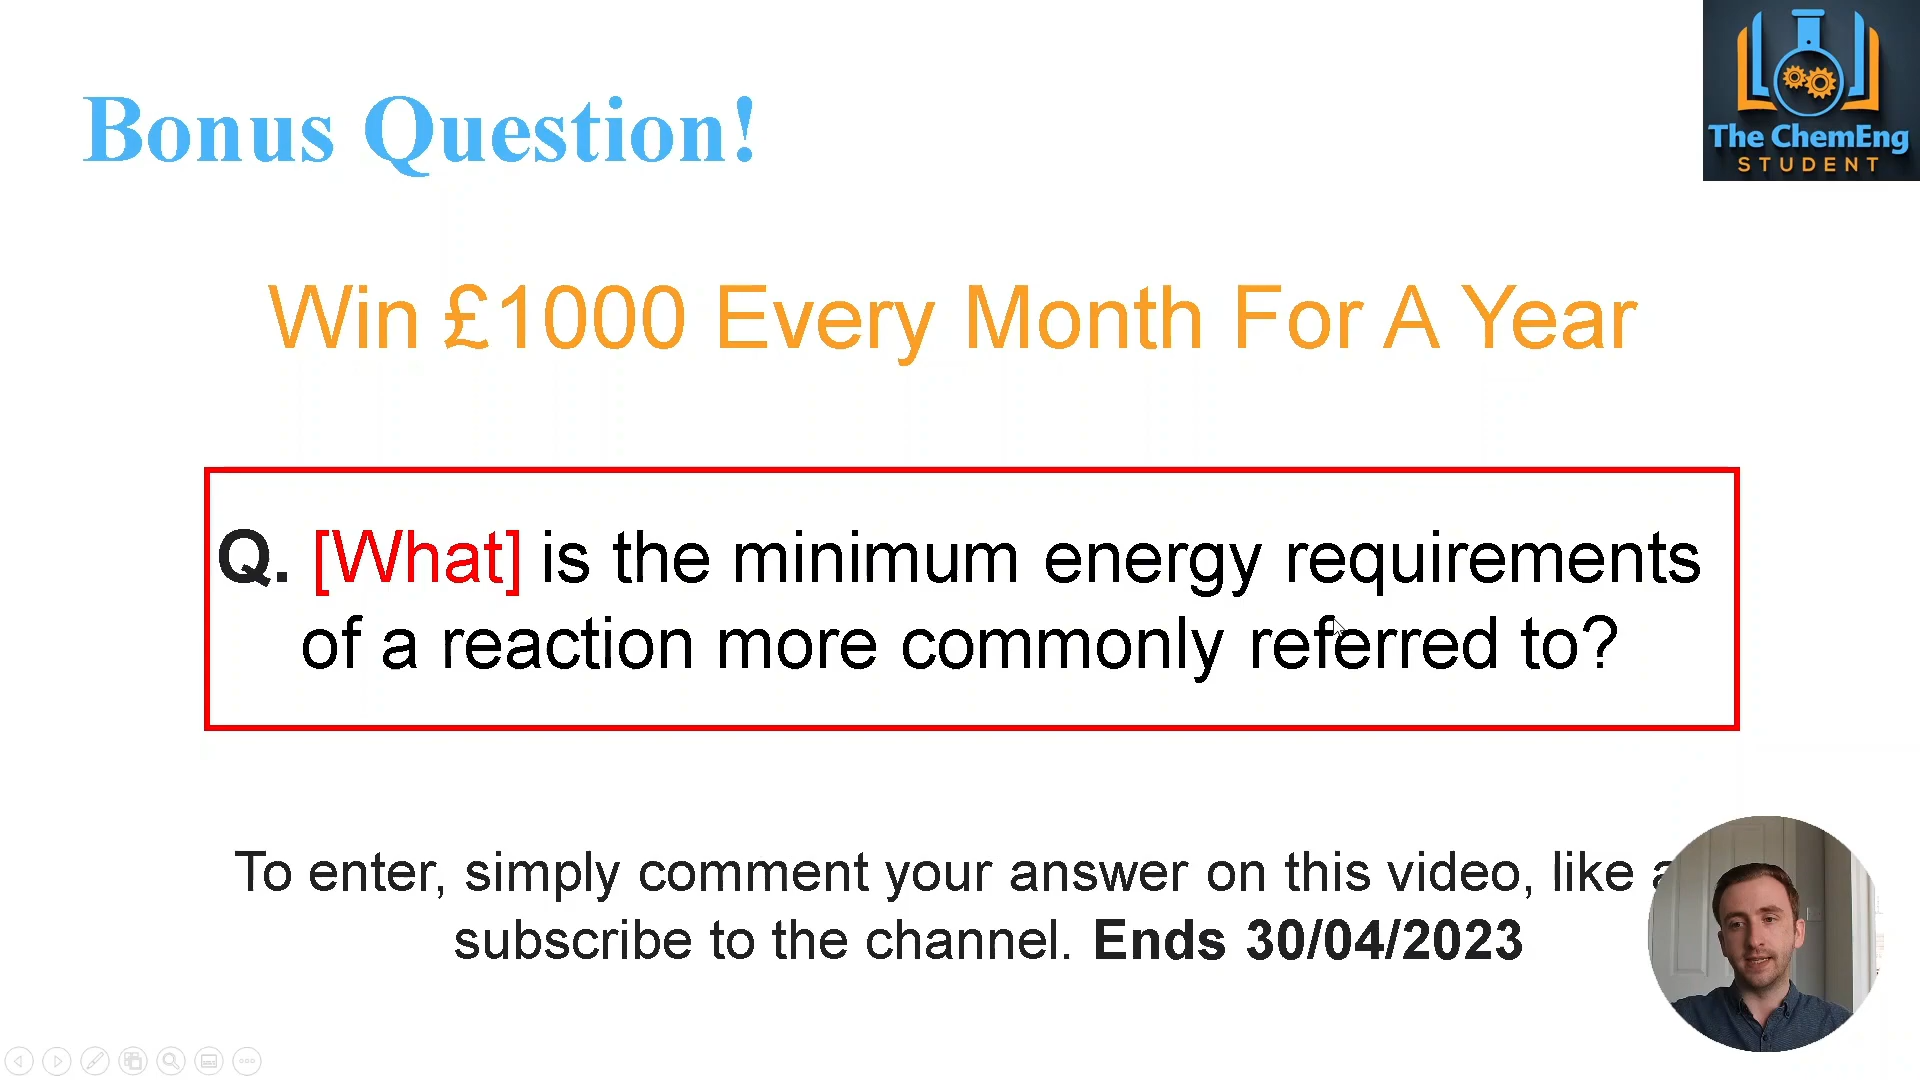 Bonus Question!
The ChemEng
STUDENT
Win £1000 Every Month For A Year
Q. [What] is the minimum energy requirements
of a reaction more commonly referred to?
To enter, simply comment your answer on this video, like
subscribe to the channel. Ends 30/04/2023